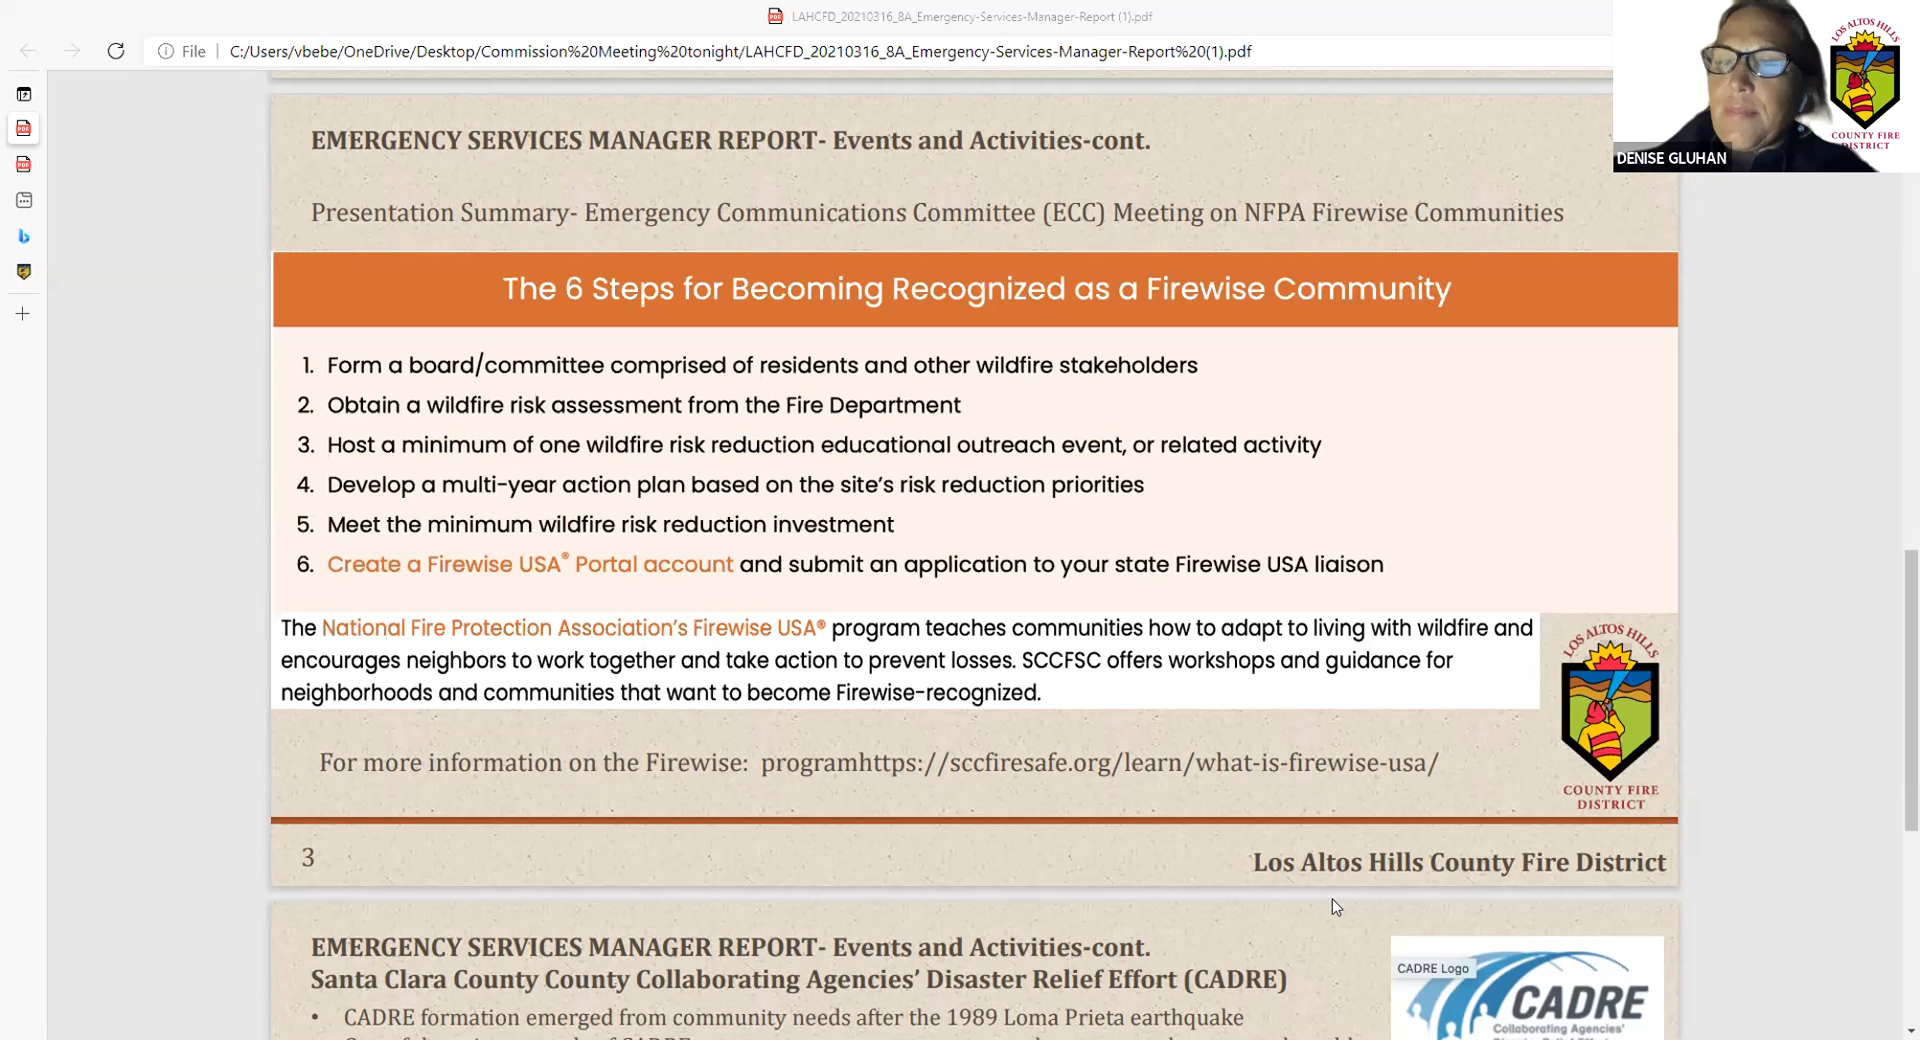 LAHCFD_20210316_8A_Emergency-Services-Manager-Report (1).pdf
File
C:/Users/vbebe/OneDrive/Desktop/Commission%20Meeting%20tonight/LAHCFD_20210316_8A_Emergency-Services-Manager-Report%20(1).pdf
LOS ALTOS HILLS
COUNTY FIRE
DISTRICT
DENISE GLUHAN
EMERGENCY SERVICES MANAGER REPORT- Events and Activities-cont.
Presentation Summary- Emergency Communications Committee (ECC) Meeting on NFPA Firewise Communities
The 6 Steps for Becoming Recognized as a Firewise Community
1. Form a board/committee comprised of residents and other wildfire stakeholders
2. Obtain a wildfire risk assessment from the Fire Department
3. Host a minimum of one wildfire risk reduction educational outreach event, or related activity
4. Develop a multi-year action plan based on the site's risk reduction priorities
5. Meet the minimum wildfire risk reduction investment
6. Create a Firewise USA® Portal account and submit an application to your state Firewise USA liaison
The National Fire Protection Association's Firewise USA® program teaches communities how to adapt to living with wildfire and
encourages neighbors to work together and take action to prevent losses. SCCFSC offers workshops and guidance for
neighborhoods and communities that want to become Firewise-recognized.
LOS ALTOS HILLS
COUNTY FIRE
DISTRICT
For more information on the Firewise: programhttps://sccfiresafe.org/learn/what-is-firewise-usa/
3
Los Altos Hills County Fire District
EMERGENCY SERVICES MANAGER REPORT- Events and Activities-cont.
Santa Clara County County Collaborating Agencies' Disaster Relief Effort (CADRE)
• CADRE formation emerged from community needs after the 1989 Loma Prieta earthquake
CADRE Logo
CADRE
Collaborating Agencies'